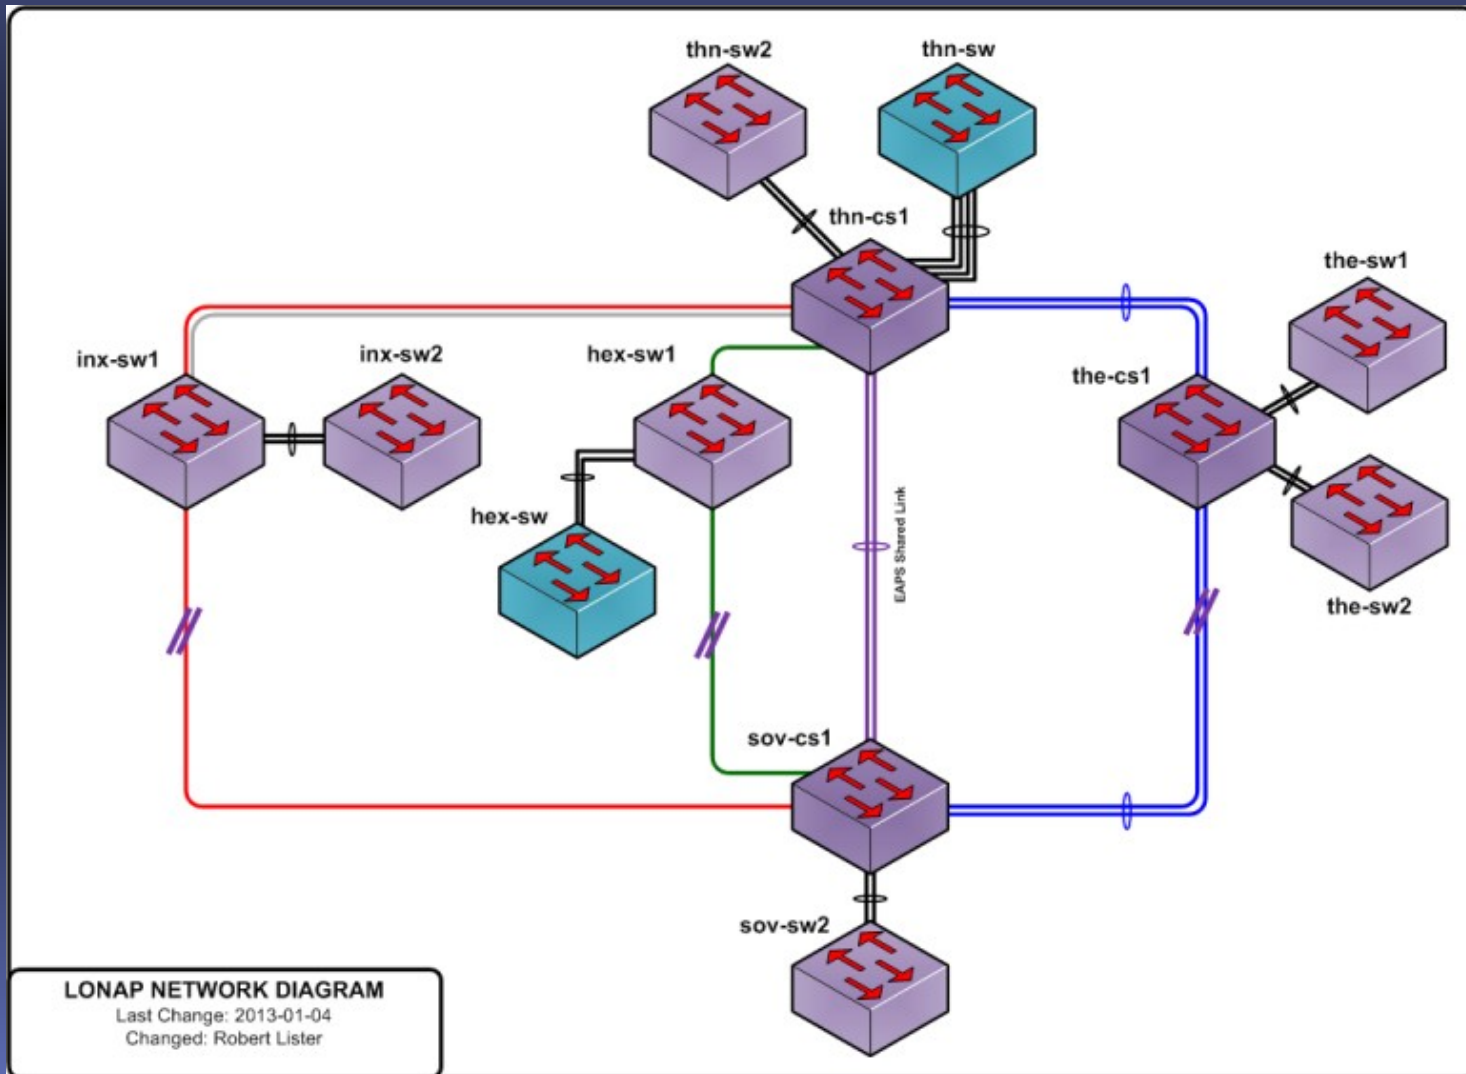 thn-sw2
thn-sw
thn-cs1
the-sw1
inx-sw1
inx-sw2
hex-sw1
the-cs1
hex-sw
EAPS Shared Link
the-sw2
sov-cs1
sov-sw2
LONAP NETWORK DIAGRAM
Last Change: 2013-01-04
Changed: Robert Lister